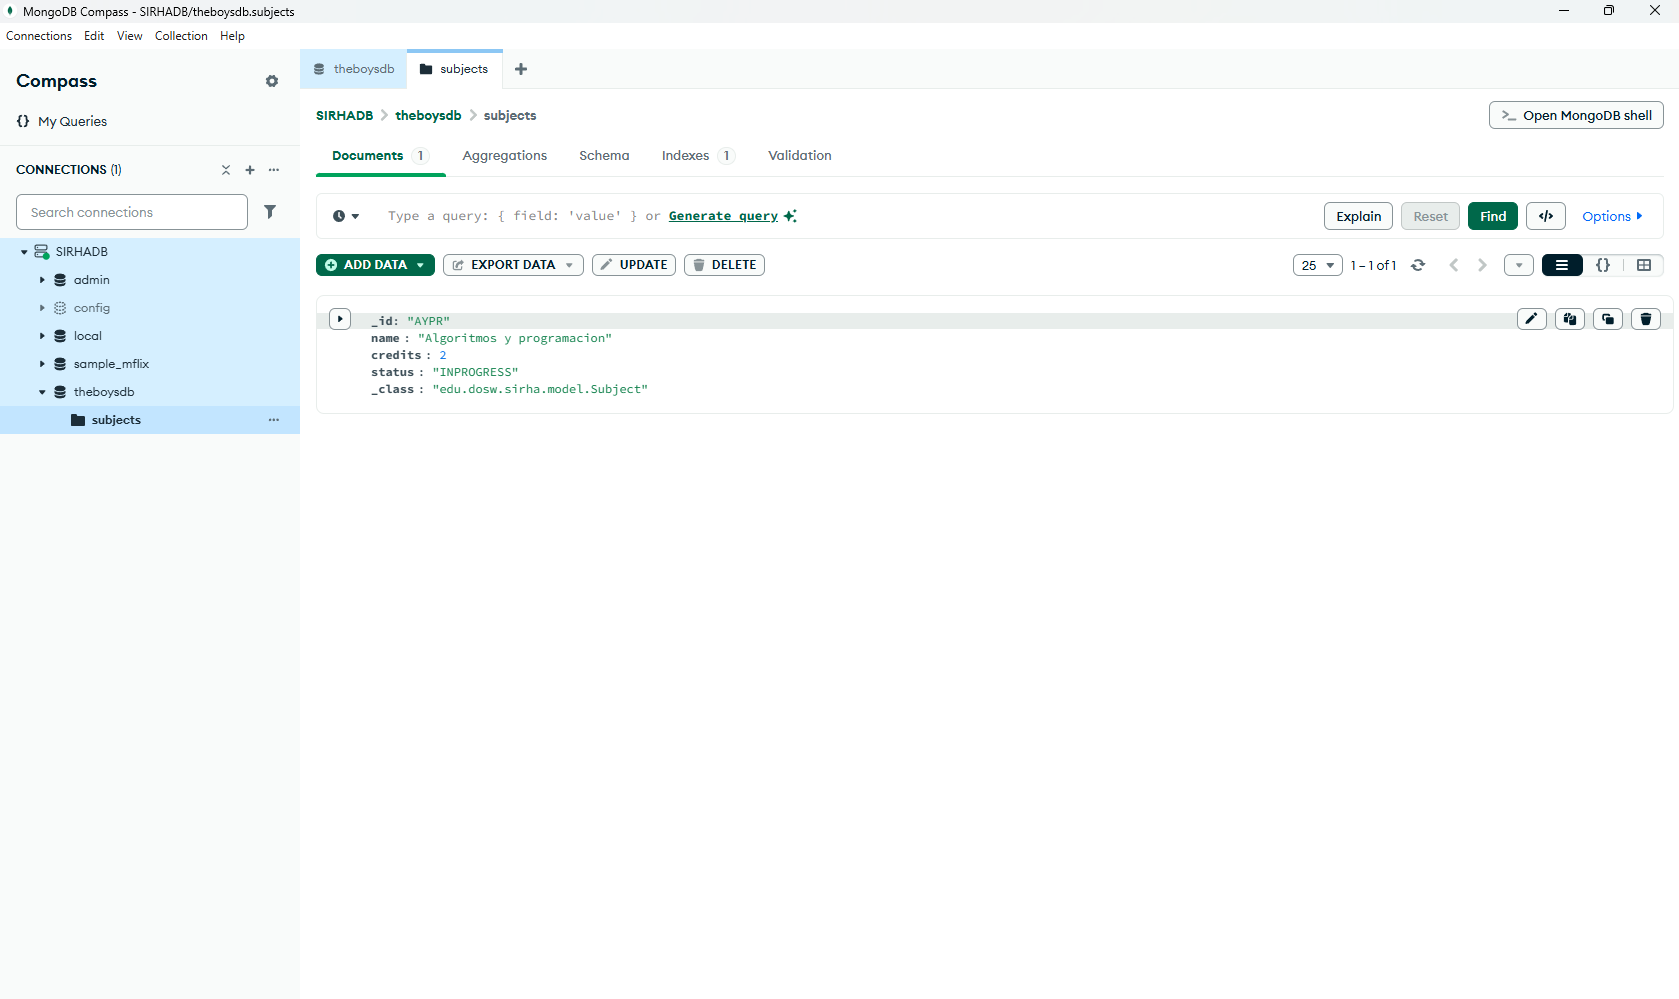 MongoDB Compass - SIRHADB/theboysdb.subjects
Connections Edit View Collection Help
Compass
{} My Queries
CONNECTIONS (1)
Search connections
SIRHADB
admin
config
local
sample_mflix
theboysdb
subjects
theboysdb subjects
SIRHADB > theboysdb > subjects
>_ Open MongoDB shell
Documents 1 Aggregations Schema Indexes 1 Validation
Type a query: { field: 'value' } or Generate query
Explain Reset Find </> Options
ADD DATA EXPORT DATA UPDATE DELETE
25 1 – 1 of 1 {}
_id: "AYPR"
name : "Algoritmos y programacion"
credits : 2
status : "INPROGRESS"
_class : "edu.dosw.sirha.model.Subject"